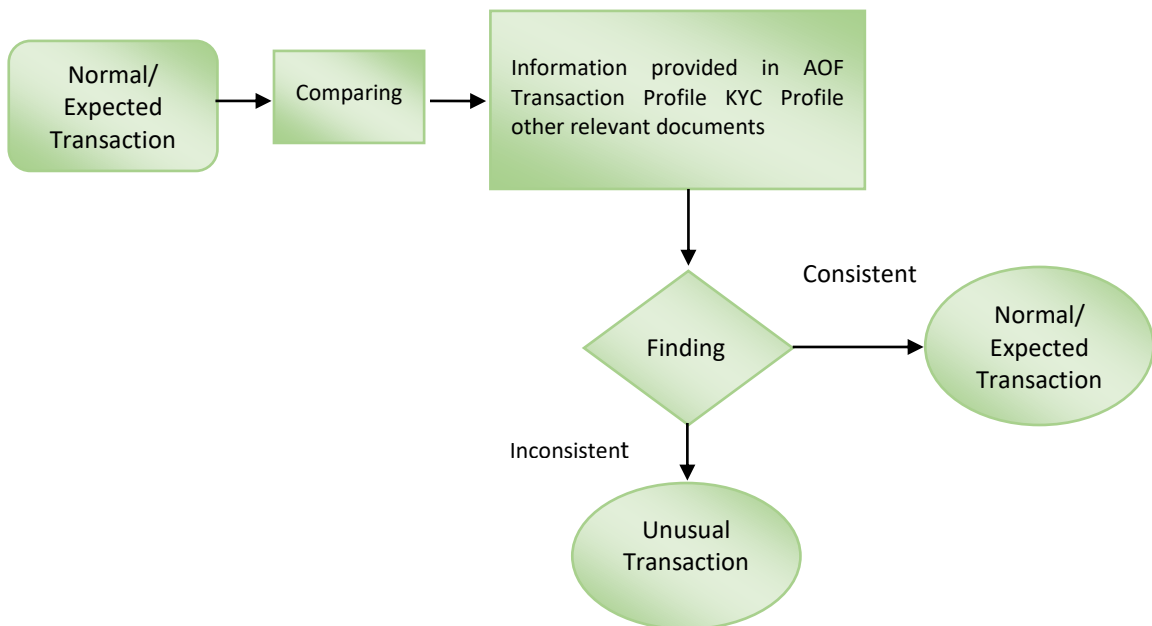 Normal/
Expected
Transaction
Comparing
Information provided in AOF
Transaction Profile KYC Profile
other relevant documents
Consistent
Finding
Normal/
Expected
Transaction
Inconsistent
Unusual
Transaction